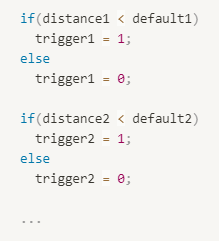 if(distance1 < default1)
  trigger1 = 1;
else
  trigger1 = 0;

if(distance2 < default2)
  trigger2 = 1;
else
  trigger2 = 0;

...